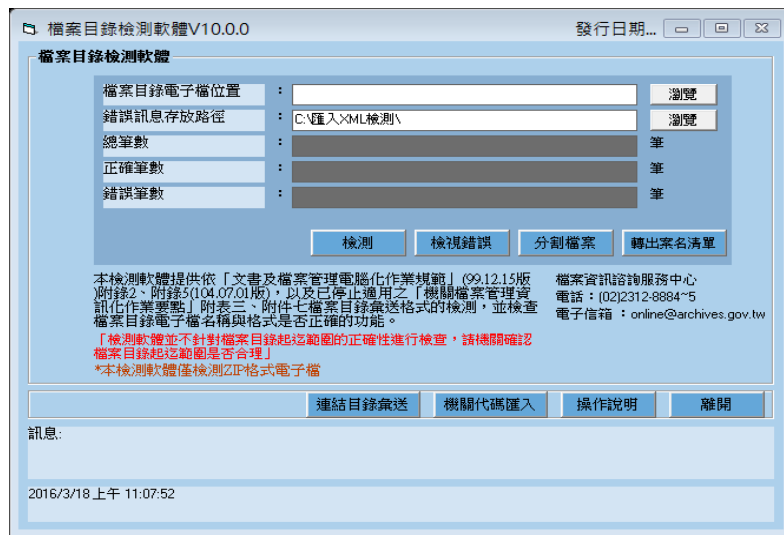 檔案目錄檢測軟體V10.0.0 發行日期...
檔案目錄檢測軟體
檔案目錄電子檔位置 : 瀏覽
錯誤訊息存放路徑 : C:\匯入XML檢測\ 瀏覽
總筆數 : 筆
正確筆數 : 筆
錯誤筆數 : 筆
檢測 檢視錯誤 分割檔案 轉出案名清單
本檢測軟體提供依「文書及檔案管理電腦化作業規範」(99.12.15版
)附錄2、附錄5(104.07.01版)，以及已停止適用之「機關檔案管理資
訊化作業要點」附表三、附件七檔案目錄彙送格式的檢測，並檢查
檔案目錄電子檔名稱與格式是否正確的功能。
「檢測軟體並不針對檔案目錄起迄範圍的正確性進行檢查，請機關確認
檔案目錄起迄範圍是否合理」
*本檢測軟體僅檢測ZIP格式電子檔
檔案資訊諮詢服務中心
電話：(02)2312-8884~5
電子信箱：online@archives.gov.tw
連結目錄彙送 機關代碼匯入 操作說明 離開
訊息:
2016/3/18 上午 11:07:52